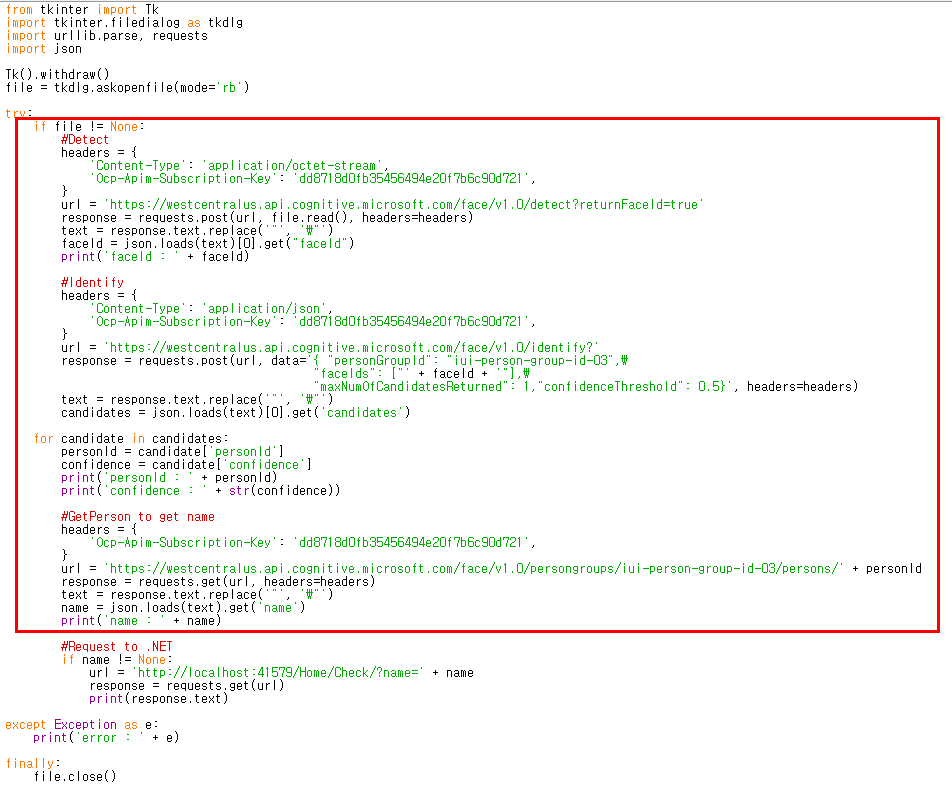 from tkinter import Tk
import tkinter.filedialog as tkdlg
import urllib.parse, requests
import json

Tk().withdraw()
file = tkdlg.askopenfile(mode='rb')

try:
    if file != None:
        #Detect
        headers = {
            'Content-Type': 'application/octet-stream',
            'Ocp-Apim-Subscription-Key': 'dd8718d0fb35456494e20f7b6c90d721',
        }
        url = 'https://westcentralus.api.cognitive.microsoft.com/face/v1.0/detect?returnFaceId=true'
        response = requests.post(url, file.read(), headers=headers)
        text = response.text.replace('"', '₩"')
        faceId = json.loads(text)[0].get("faceId")
        print('faceId : ' + faceId)

        #Identify
        headers = {
            'Content-Type': 'application/json',
            'Ocp-Apim-Subscription-Key': 'dd8718d0fb35456494e20f7b6c90d721',
        }
        url = 'https://westcentralus.api.cognitive.microsoft.com/face/v1.0/identify?'
        response = requests.post(url, data='{ "personGroupId": "iui-person-group-id-03",₩
                                             "faceIds": ["' + faceId + '"],₩
                                             "maxNumOfCandidatesReturned": 1,"confidenceThreshold": 0.5}', headers=headers)
        text = response.text.replace('"', '₩"')
        candidates = json.loads(text)[0].get('candidates')

    for candidate in candidates:
        personId = candidate['personId']
        confidence = candidate['confidence']
        print('personId : ' + personId)
        print('confidence : ' + str(confidence))

        #GetPerson to get name
        headers = {
            'Ocp-Apim-Subscription-Key': 'dd8718d0fb35456494e20f7b6c90d721',
        }
        url = 'https://westcentralus.api.cognitive.microsoft.com/face/v1.0/persongroups/iui-person-group-id-03/persons/' + personId
        response = requests.get(url, headers=headers)
        text = response.text.replace('"', '₩"')
        name = json.loads(text).get('name')
        print('name : ' + name)

        #Request to .NET
        if name != None:
            url = 'http://localhost:41579/Home/Check/?name=' + name
            response = requests.get(url)
            print(response.text)

except Exception as e:
    print('error : ' + e)

finally:
    file.close()